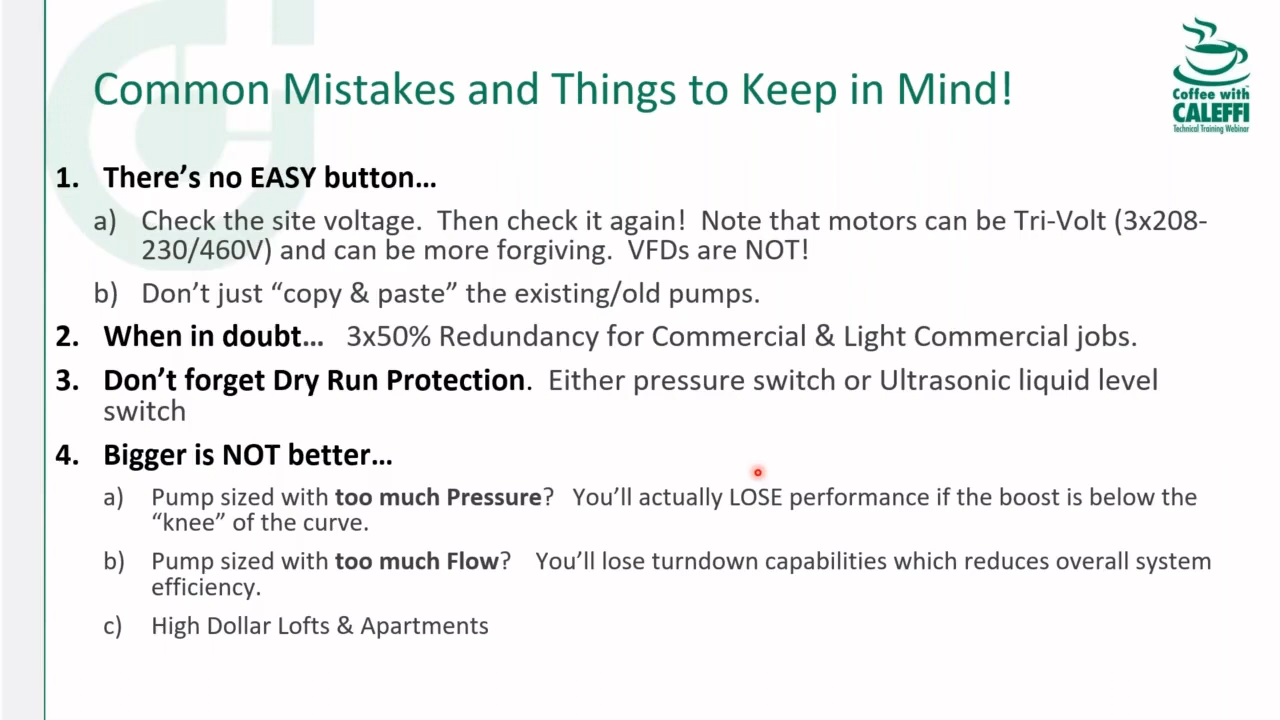 Common Mistakes and Things to Keep in Mind!
Coffee with
CALEFFI
Technical Training Webinar
1. There’s no EASY button…
a) Check the site voltage. Then check it again! Note that motors can be Tri-Volt (3x208-
230/460V) and can be more forgiving. VFDs are NOT!
b) Don’t just “copy & paste” the existing/old pumps.
2. When in doubt… 3x50% Redundancy for Commercial & Light Commercial jobs.
3. Don’t forget Dry Run Protection. Either pressure switch or Ultrasonic liquid level
switch
4. Bigger is NOT better…
a) Pump sized with too much Pressure? You’ll actually LOSE performance if the boost is below the
“knee” of the curve.
b) Pump sized with too much Flow? You’ll lose turndown capabilities which reduces overall system
efficiency.
c) High Dollar Lofts & Apartments